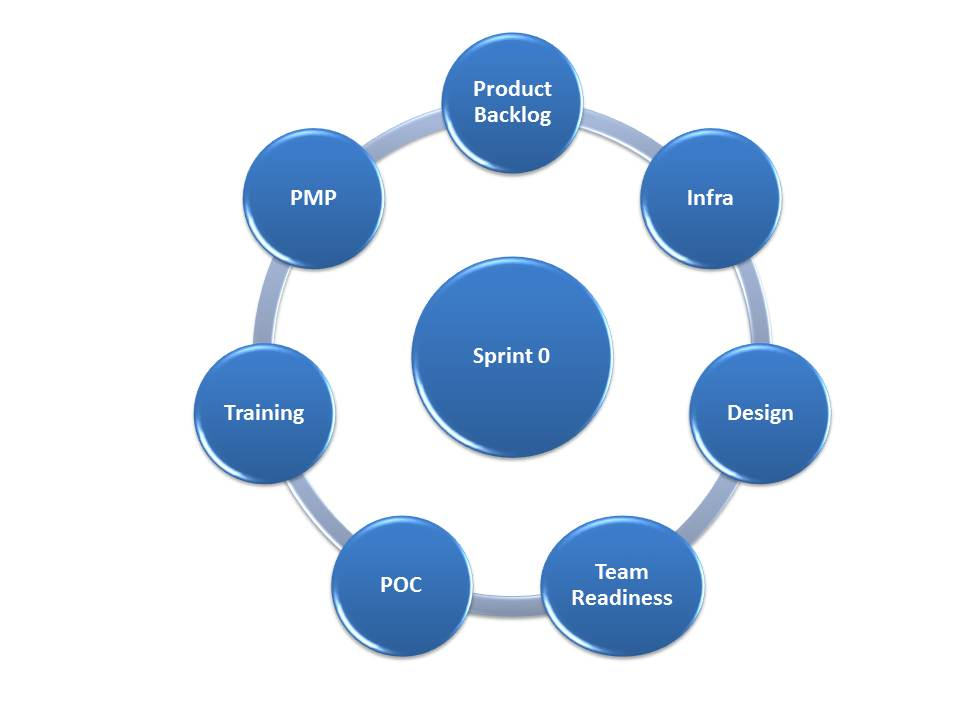 Product
Backlog
PMP
Infra
Sprint 0
Training
Design
POC
Team
Readiness